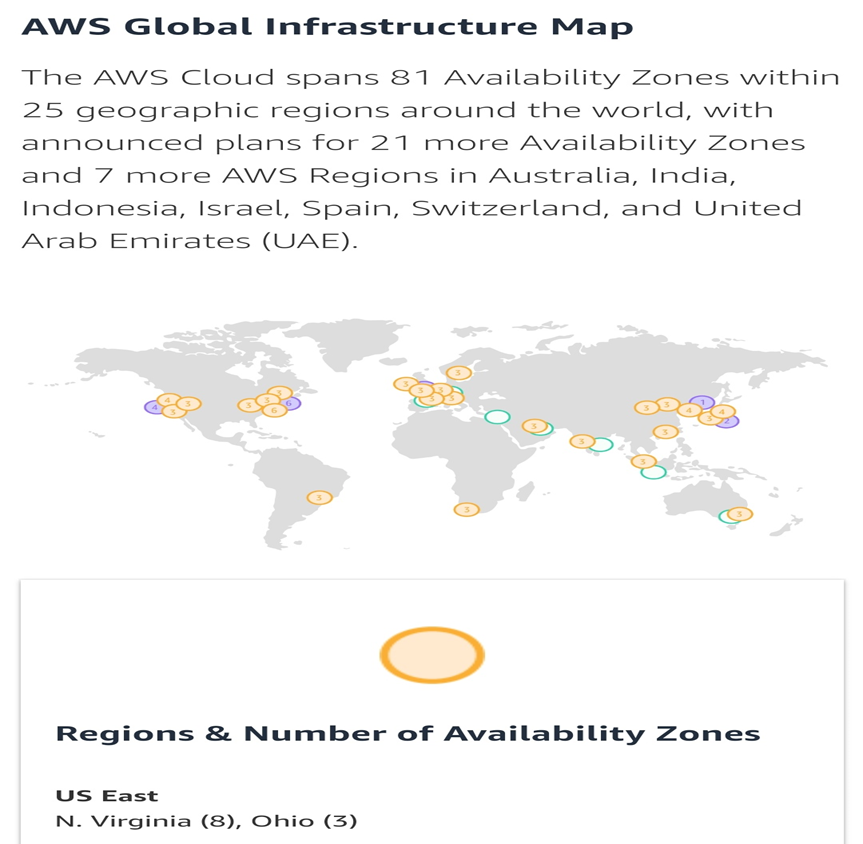 AWS Global Infrastructure Map
The AWS Cloud spans 81 Availability Zones within
25 geographic regions around the world, with
announced plans for 21 more Availability Zones
and 7 more AWS Regions in Australia, India,
Indonesia, Israel, Spain, Switzerland, and United
Arab Emirates (UAE).
Regions & Number of Availability Zones
US East
N. Virginia (8), Ohio (3)